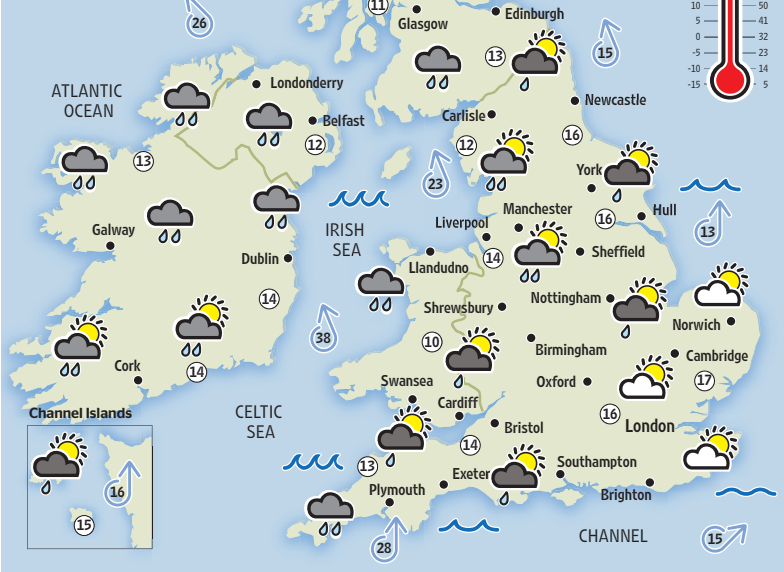 11
Glasgow
Edinburgh
26
15
13
10 50
5 41
0 32
-5 23
-10 14
-15 5
ATLANTIC
OCEAN
Londonderry
Belfast
12
13
Carlisle
12
Newcastle
16
23
York
16
Hull
13
Galway
Dublin
14
IRISH
SEA
Liverpool
14
Manchester
Sheffield
Llandudno
Nottingham
Norwich
Shrewsbury
38
10
Birmingham
Cambridge
17
Oxford
16
London
Cork
14
Swansea
Cardiff
14
Bristol
CELTIC
SEA
13
Exeter
Southampton
Plymouth
Brighton
28
CHANNEL
15
Channel Islands
16
15